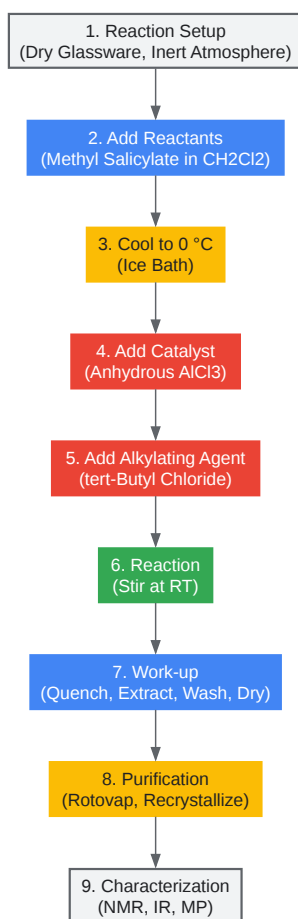 1. Reaction Setup
(Dry Glassware, Inert Atmosphere)
2. Add Reactants
(Methyl Salicylate in CH2Cl2)
3. Cool to 0 °C
(Ice Bath)
4. Add Catalyst
(Anhydrous AlCl3)
5. Add Alkylating Agent
(tert-Butyl Chloride)
6. Reaction
(Stir at RT)
7. Work-up
(Quench, Extract, Wash, Dry)
8. Purification
(Rotovap, Recrystallize)
9. Characterization
(NMR, IR, MP)